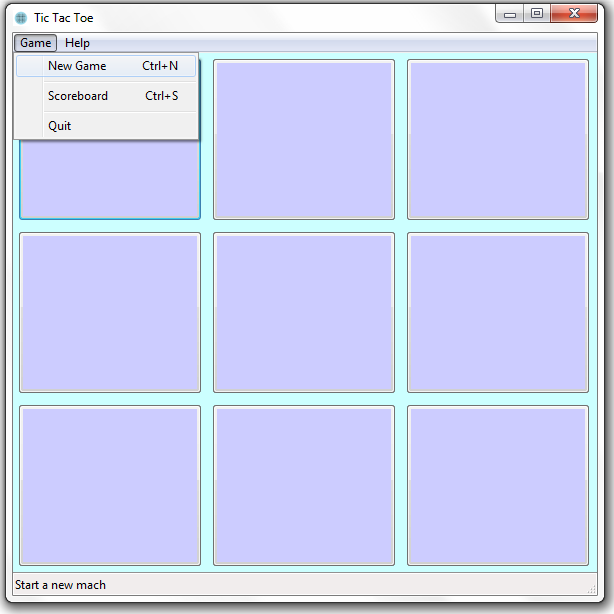 Tic Tac Toe
Game Help
New Game Ctrl+N
Scoreboard Ctrl+S
Quit
Start a new mach